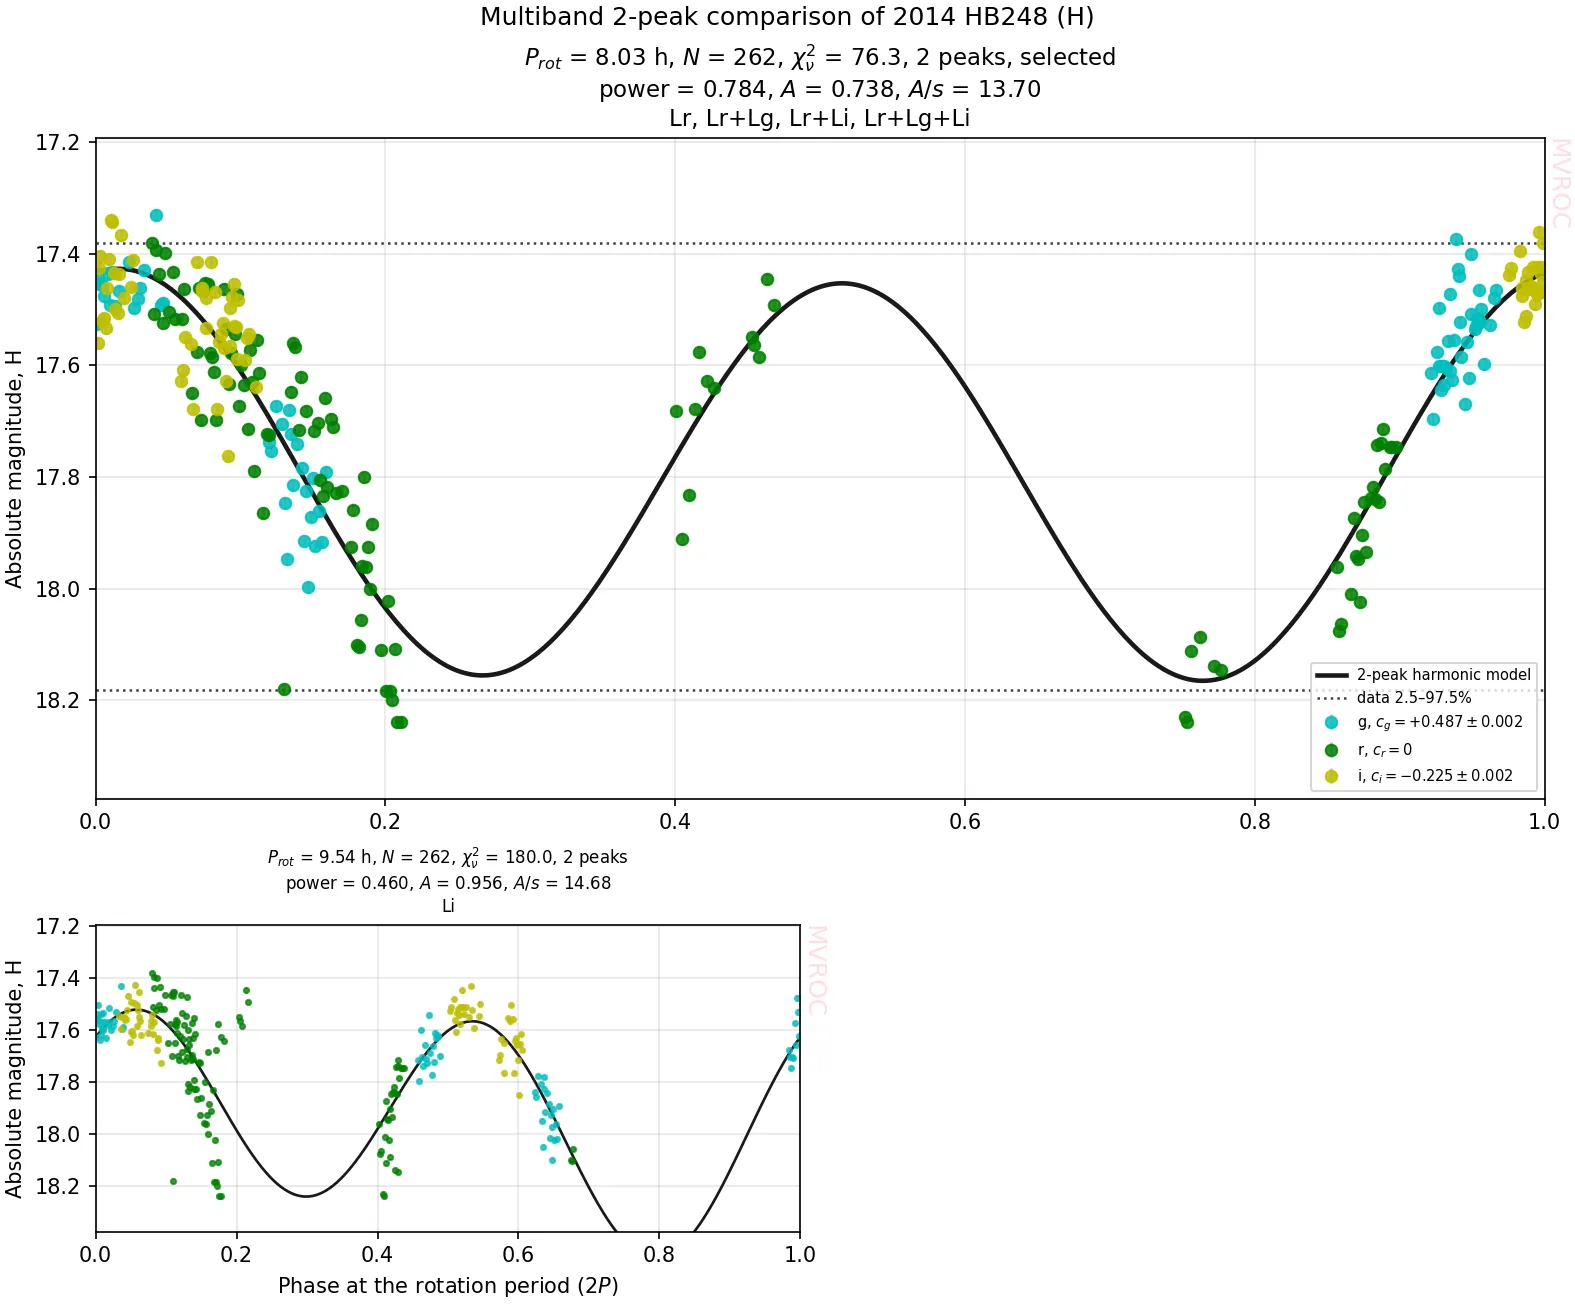 Multiband 2-peak comparison of 2014 HB248 (H)
P_rot = 8.03 h, N = 262, χ²_ν = 76.3, 2 peaks, selected
power = 0.784, A = 0.738, A/s = 13.70
Lr, Lr+Lg, Lr+Li, Lr+Lg+Li
Absolute magnitude, H
17.2
17.4
17.6
17.8
18.0
18.2
0.0 0.2 0.4 0.6 0.8 1.0
2-peak harmonic model
data 2.5–97.5%
g, c_g = +0.487 ± 0.002
r, c_r = 0
i, c_i = −0.225 ± 0.002
MVROC
P_rot = 9.54 h, N = 262, χ²_ν = 180.0, 2 peaks
power = 0.460, A = 0.956, A/s = 14.68
Li
Absolute magnitude, H
17.2
17.4
17.6
17.8
18.0
18.2
0.0 0.2 0.4 0.6 0.8 1.0
Phase at the rotation period (2P)
MVROC